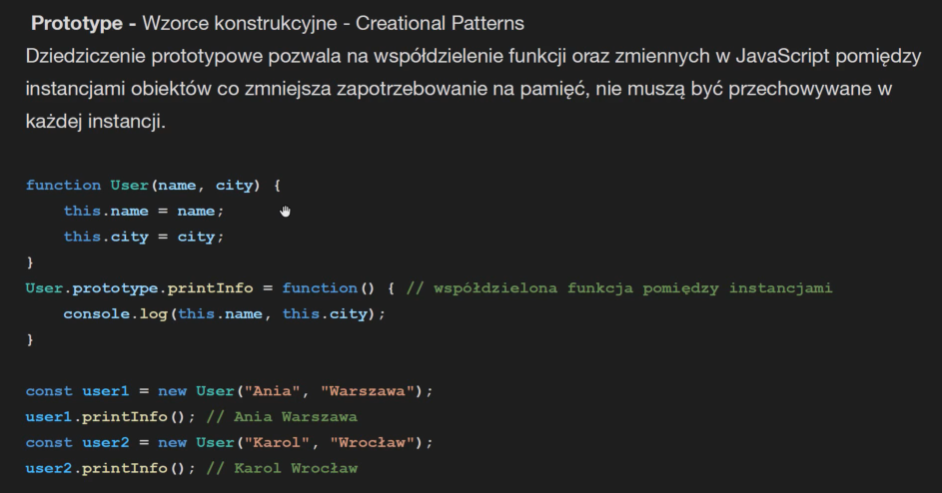 Prototype - Wzorce konstrukcyjne - Creational Patterns
Dziedziczenie prototypowe pozwala na współdzielenie funkcji oraz zmiennych w JavaScript pomiędzy
instancjami obiektów co zmniejsza zapotrzebowanie na pamięć, nie muszą być przechowywane w
każdej instancji.
function User(name, city) {
    this.name = name;
    this.city = city;
}
User.prototype.printInfo = function() { // współdzielona funkcja pomiędzy instancjami
    console.log(this.name, this.city);
}
const user1 = new User("Ania", "Warszawa");
user1.printInfo(); // Ania Warszawa
const user2 = new User("Karol", "Wrocław");
user2.printInfo(); // Karol Wrocław